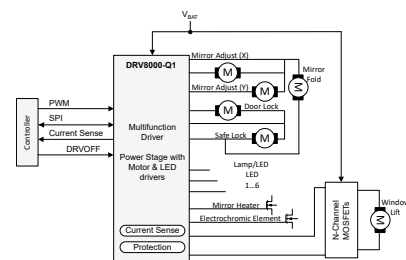 VBAT
DRV8000-Q1
Mirror Adjust (X)
Mirror Fold
M
M
Mirror Adjust (Y)
M
Door Lock
M
Safe Lock
M
Controller
PWM
SPI
Current Sense
DRVOFF
Multifunction
Driver
Power Stage with
Motor & LED
drivers
Lamp/LED
LED
1...6
Mirror Heater
Electrochromic Element
Current Sense
Protection
N-Channel
MOSFETs
Window
Lift
M